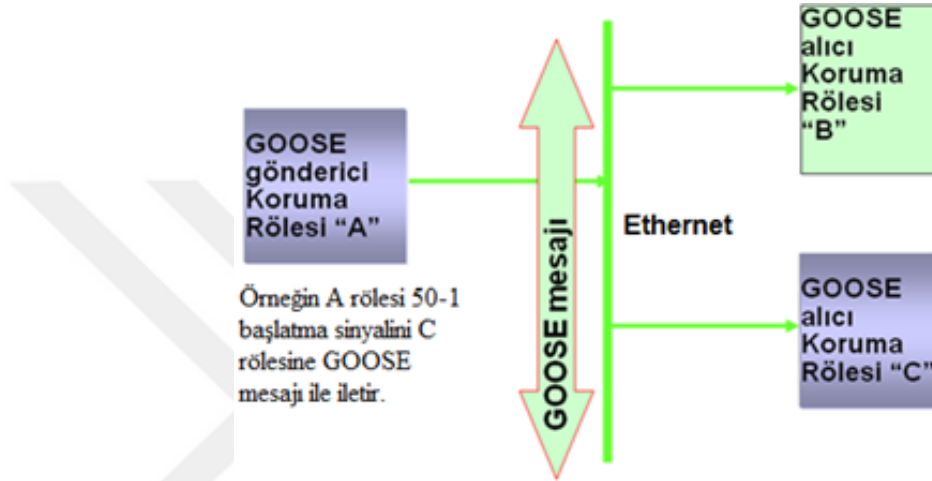 GOOSE
gönderici
Koruma
Rölesi “A”
Örneğin A rölesi 50-1
başlatma sinyalini C
rölesine GOOSE
mesajı ile iletir.
GOOSE mesajı
Ethernet
GOOSE
alıcı
Koruma
Rölesi
“B”
GOOSE
alıcı
Koruma
Rölesi “C”